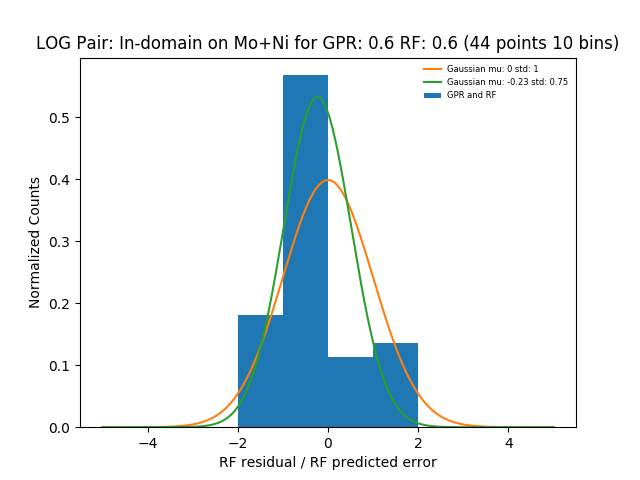 LOG Pair: In-domain on Mo+Ni for GPR: 0.6 RF: 0.6 (44 points 10 bins)
Gaussian mu: 0 std: 1
Gaussian mu: -0.23 std: 0.75
GPR and RF
Normalized Counts
0.5
0.4
0.3
0.2
0.1
0.0
−4 −2 0 2 4
RF residual / RF predicted error